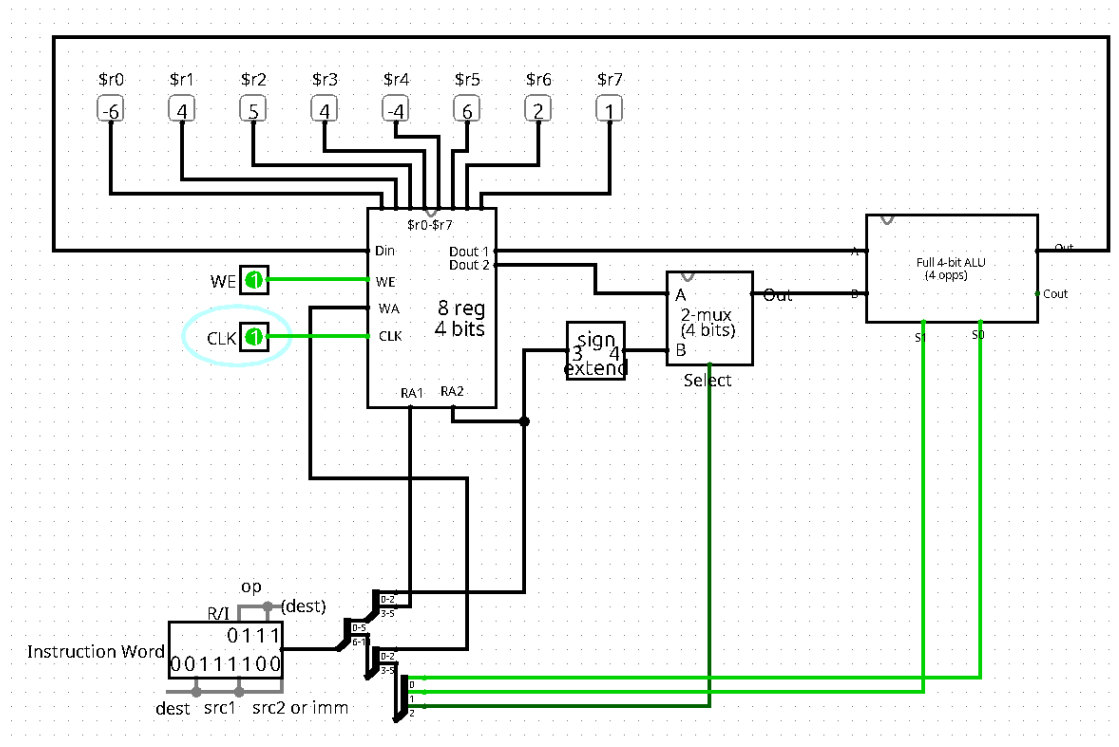 $r0 $r1 $r2 $r3 $r4 $r5 $r6 $r7
-6 4 5 4 -4 6 2 1
$r0-$r7
Din Dout 1
Dout 2
WE 1 WE
WA
8 reg
4 bits
CLK 1 CLK
RA1 RA2
sign
3 4
extend
A Out
2-mux
(4 bits)
B
Select
A Out
Full 4-bit ALU
(4 opps)
B Cout
S1 S0
op
R/I (dest)
0111
Instruction Word
00111100
dest src1 src2 or imm
0-2
3-5
0-5
6-11
0-2
3-5
0
1
2